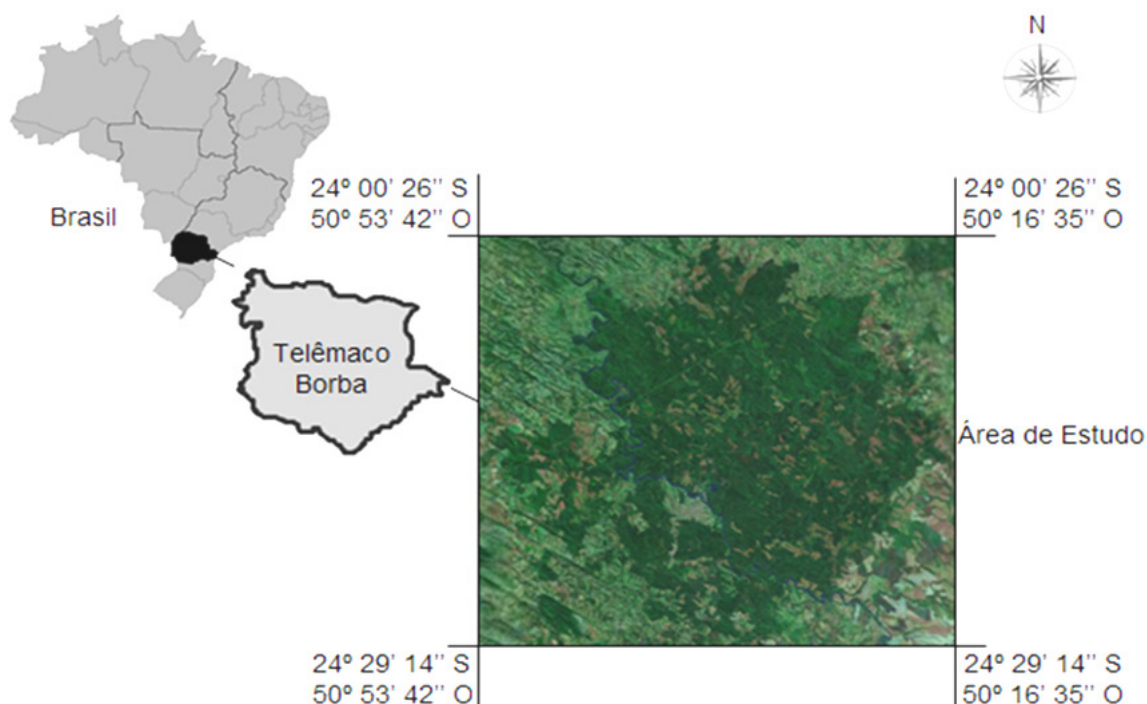 N
24º 00' 26'' S
50º 53' 42'' O
24º 00' 26'' S
50º 16' 35'' O
Brasil
Telêmaco
Borba
Área de Estudo
24º 29' 14'' S
50º 53' 42'' O
24º 29' 14'' S
50º 16' 35'' O